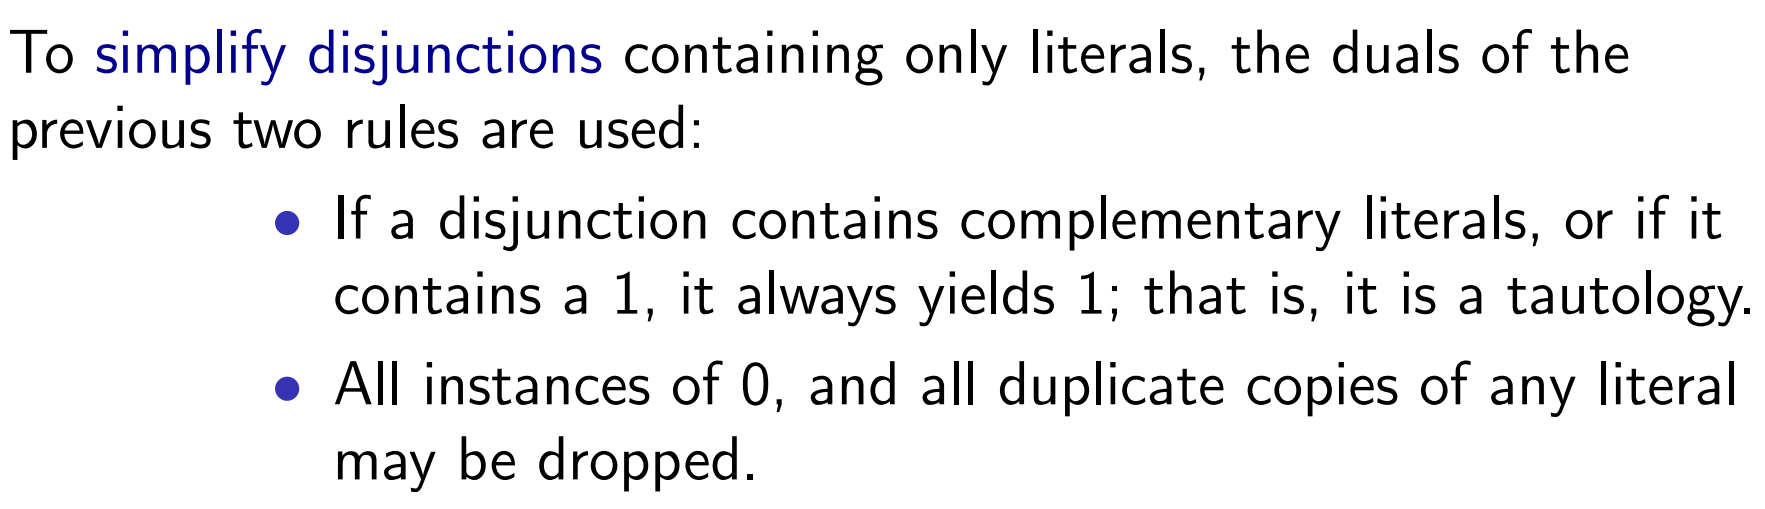 To simplify disjunctions containing only literals, the duals of the
previous two rules are used:
• If a disjunction contains complementary literals, or if it
contains a 1, it always yields 1; that is, it is a tautology.
• All instances of 0, and all duplicate copies of any literal
may be dropped.